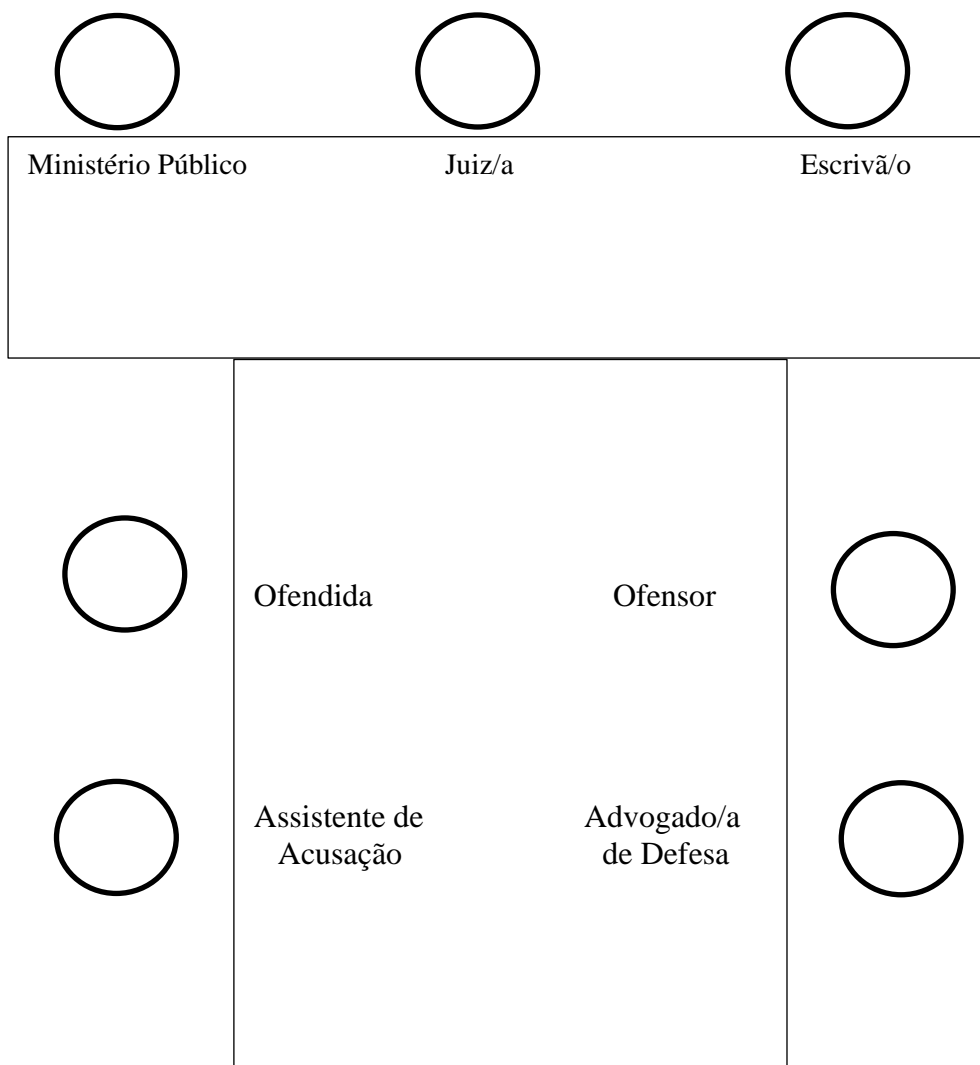 Ministério Público
Juiz/a
Escrivã/o
Ofendida
Ofensor
Assistente de
Acusação
Advogado/a
de Defesa